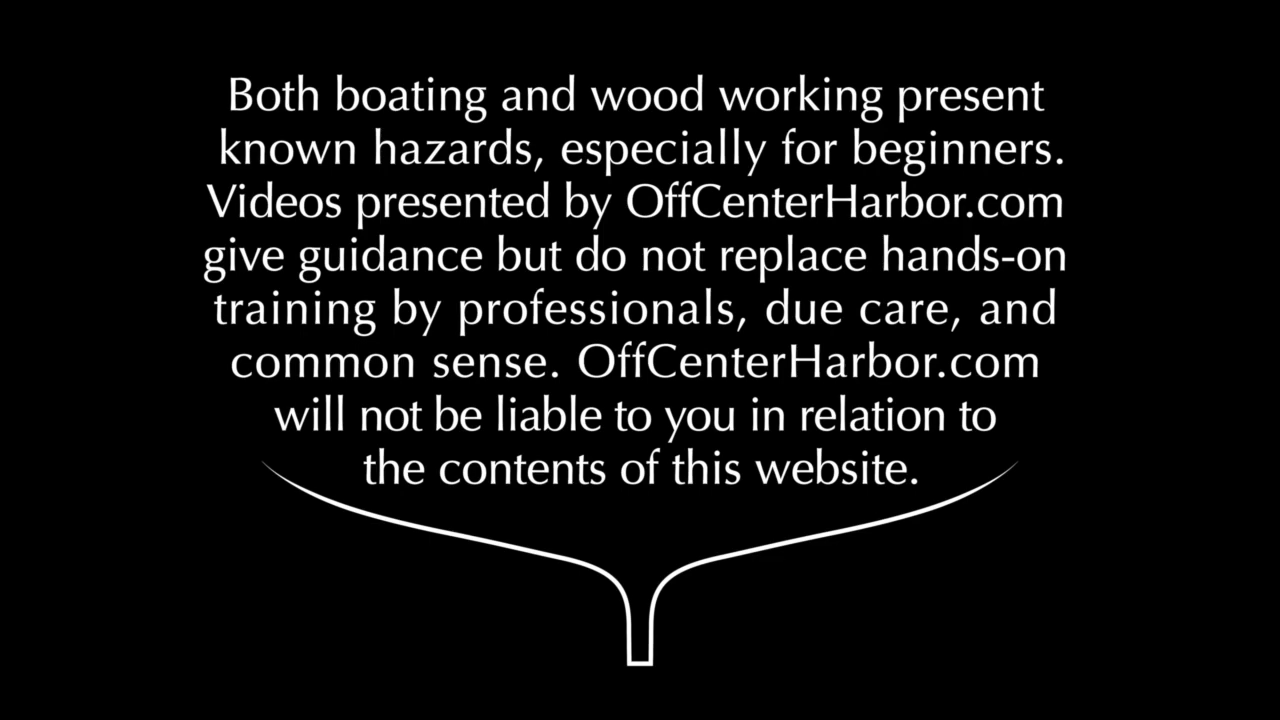 Both boating and wood working present
known hazards, especially for beginners.
Videos presented by OffCenterHarbor.com
give guidance but do not replace hands-on
training by professionals, due care, and
common sense. OffCenterHarbor.com
will not be liable to you in relation to
the contents of this website.